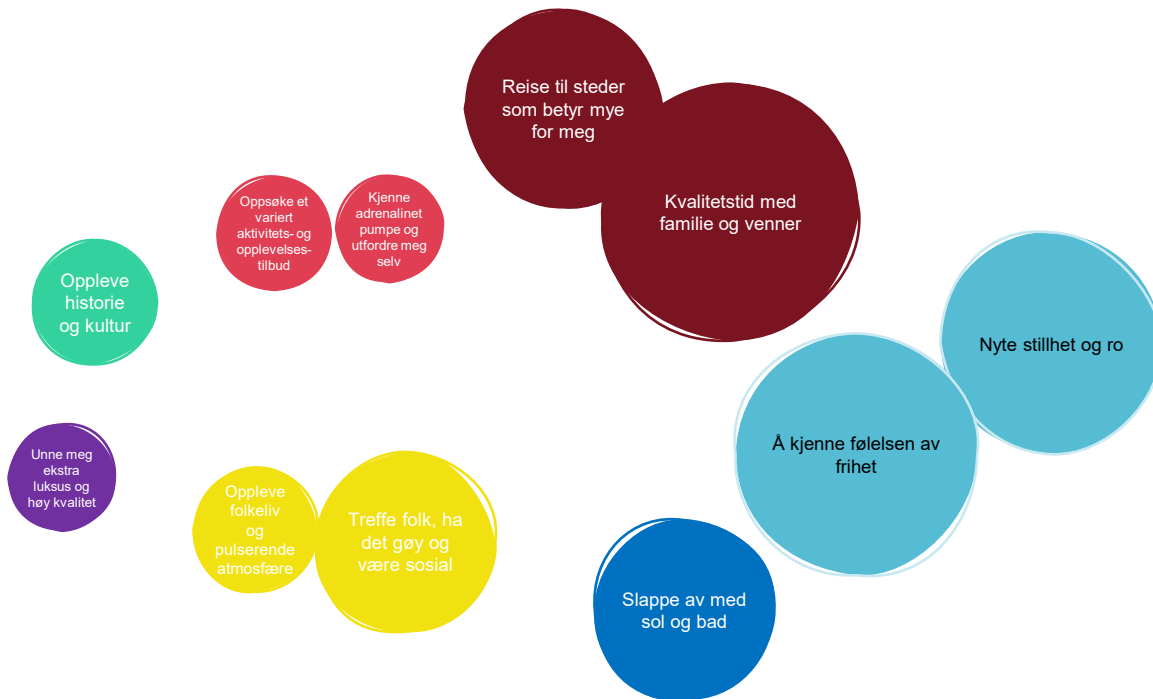 Reise til steder
som betyr mye
for meg
Kvalitetstid med
familie og venner
Oppsøke et
variert
aktivitets- og
opplevelses-
tilbud
Kjenne
adrenalinet
pumpe og
utfordre meg
selv
Oppleve
historie
og kultur
Nyte stillhet og ro
Å kjenne følelsen av
frihet
Unne meg
ekstra
luksus og
høy kvalitet
Oppleve
folkeliv
og
pulserende
atmosfære
Treffe folk, ha
det gøy og
være sosial
Slappe av med
sol og bad